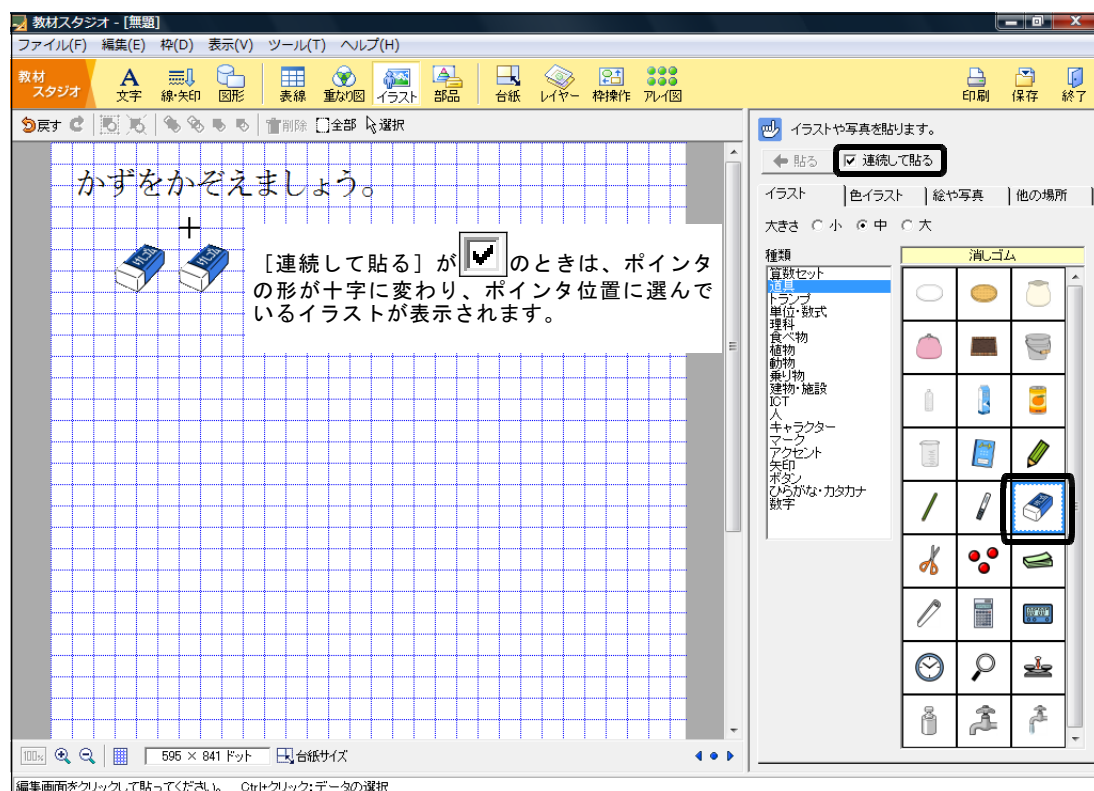 教材スタジオ - [無題]
ファイル(F) 編集(E) 枠(D) 表示(V) ツール(T) ヘルプ(H)
教材
スタジオ
文字 線・矢印 図形 表線 重なり図 イラスト 部品 台紙 レイヤー 枠操作 アレイ図 印刷 保存 終了
戻す 削除 全部 選択
かずをかぞえましょう。
[連続して貼る]が のときは、ポインタ
の形が十字に変わり、ポインタ位置に選んで
いるイラストが表示されます。
イラストや写真を貼ります。
貼る 連続して貼る
イラスト 色イラスト 絵や写真 他の場所
大きさ 小 中 大
種類
算数セット
道具
トランプ
単位・数式
理科
食べ物
植物
動物
乗り物
建物・施設
ICT
人
キャラクター
マーク
アクセント
矢印
ボタン
ひらがな・カタカナ
数字
消しゴム
100% 595 × 841 ドット 台紙サイズ
編集画面をクリックして貼ってください。 Ctrl+クリック:データの選択